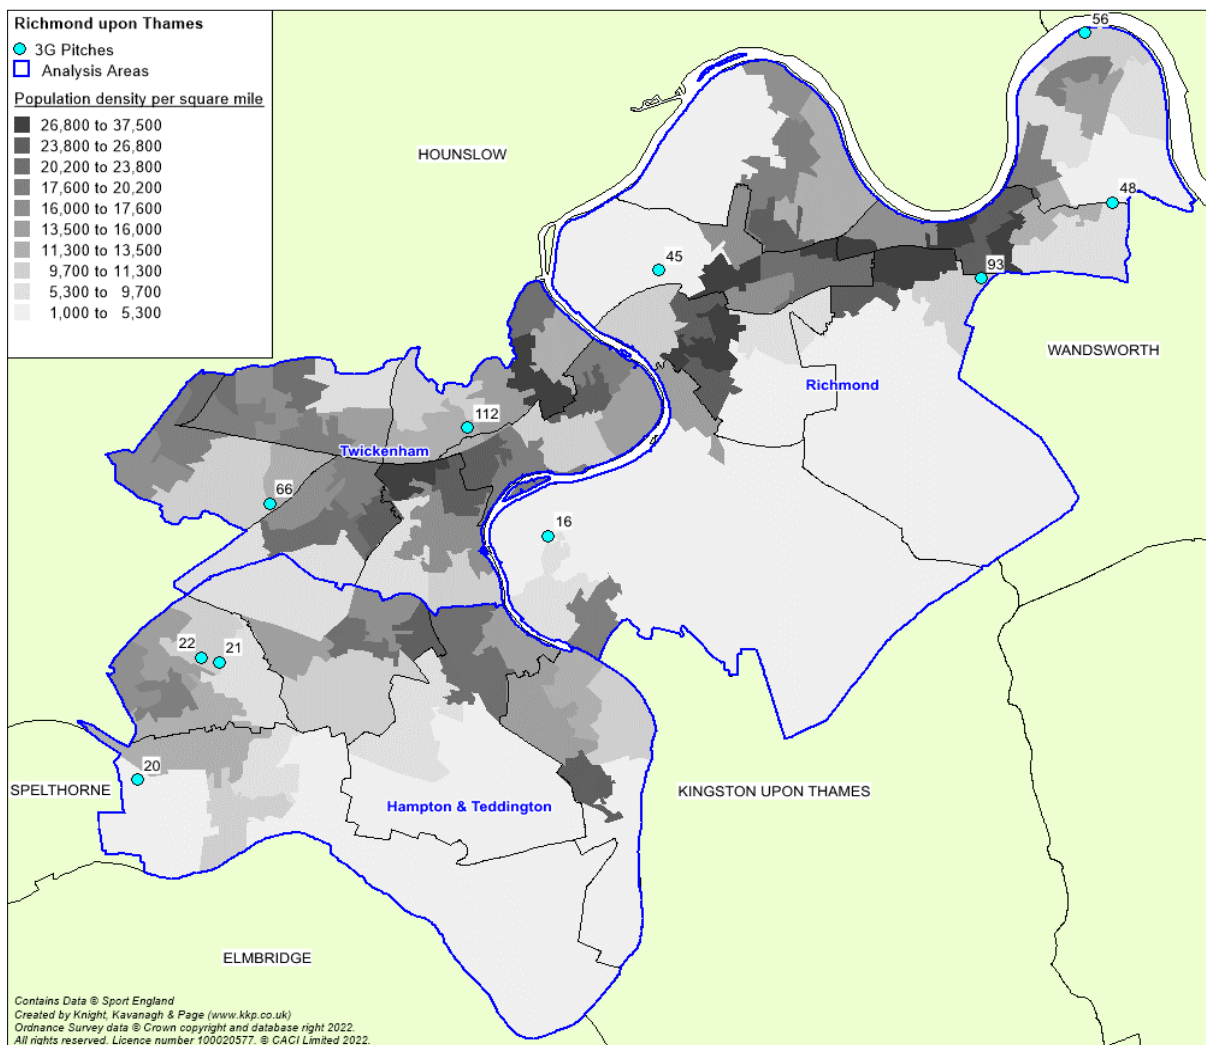 Richmond upon Thames
3G Pitches
Analysis Areas
Population density per square mile
26,800 to 37,500
23,800 to 26,800
20,200 to 23,800
17,600 to 20,200
16,000 to 17,600
13,500 to 16,000
11,300 to 13,500
9,700 to 11,300
5,300 to 9,700
1,000 to 5,300
56
HOUNSLOW
48
45
93
WANDSWORTH
Richmond
112
Twickenham
66
16
22
21
20
SPELTHORNE
KINGSTON UPON THAMES
Hampton & Teddington
ELMBRIDGE
Contains Data © Sport England
Created by Knight, Kavanagh & Page (www.kkp.co.uk)
Ordnance Survey data © Crown copyright and database right 2022.
All rights reserved. Licence number 100020577. © CACI Limited 2022.